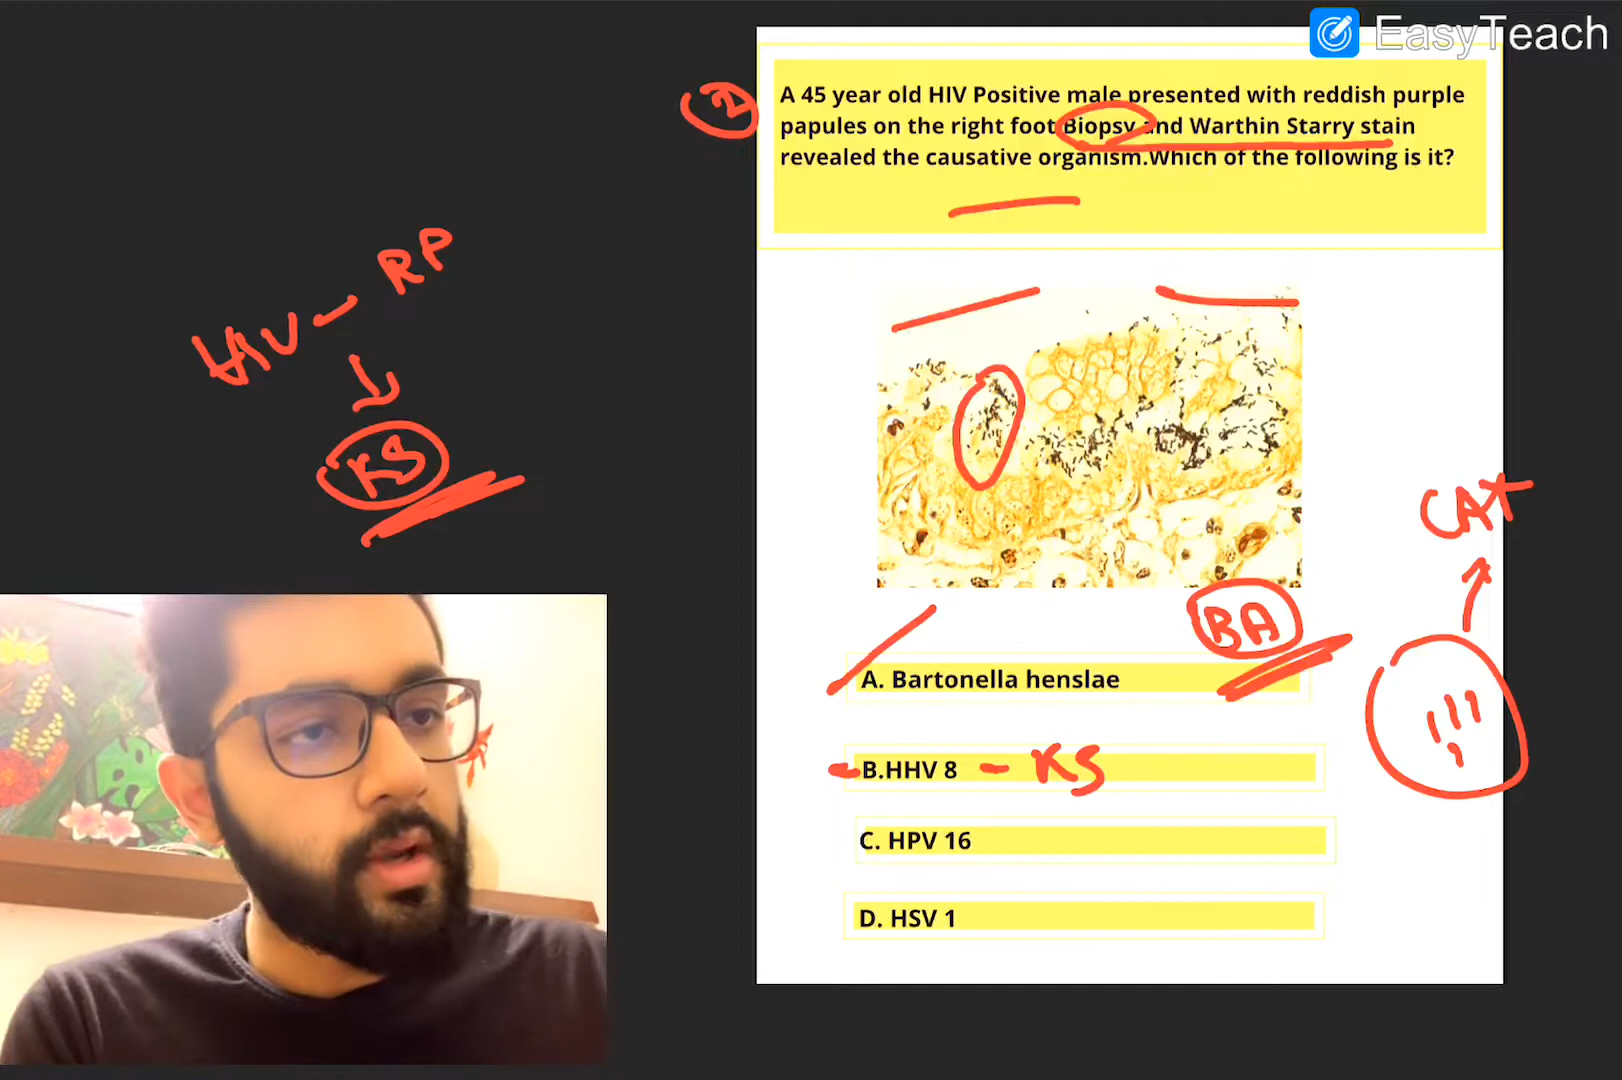 EasyTeach
2
A 45 year old HIV Positive male presented with reddish purple
papules on the right foot Biopsy and Warthin Starry stain
revealed the causative organism.Which of the following is it?
HIV - RP
KS
CAT
BA
A. Bartonella henslae
B.HHV 8 - KS
C. HPV 16
D. HSV 1